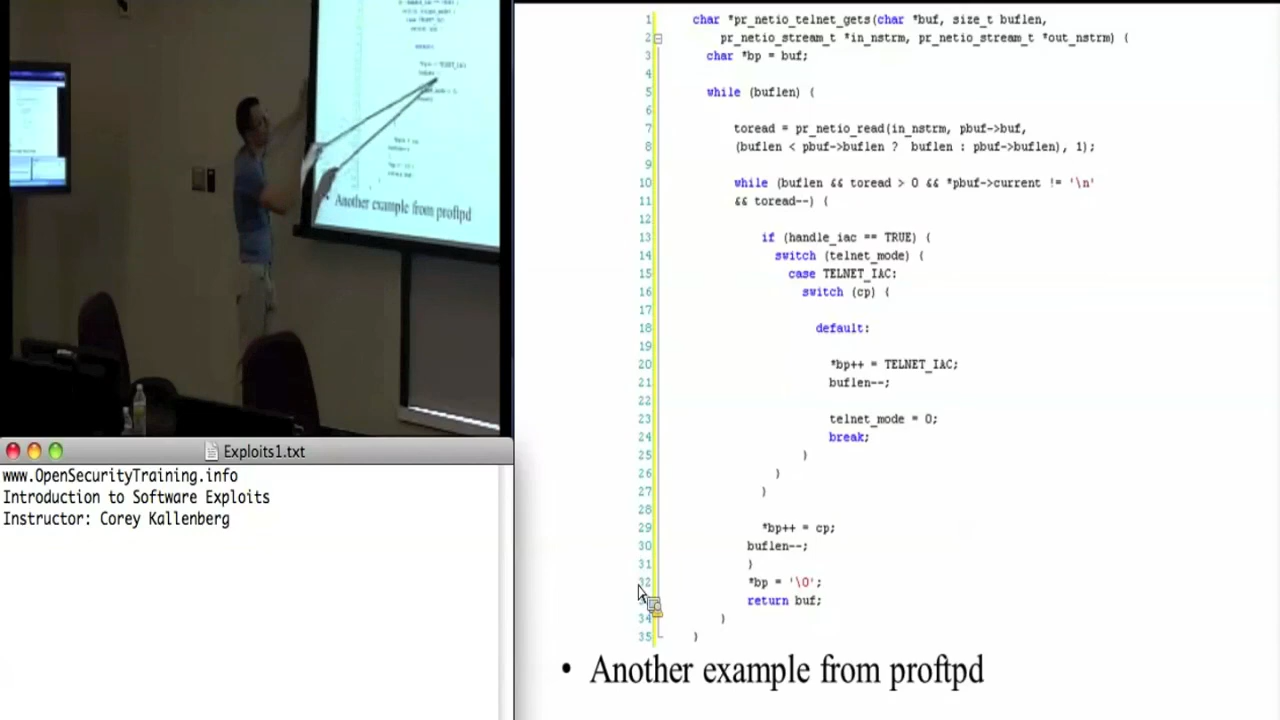 1 char *pr_netio_telnet_gets(char *buf, size_t buflen,
2 pr_netio_stream_t *in_nstrm, pr_netio_stream_t *out_nstrm) {
3 char *bp = buf;
4
5 while (buflen) {
6
7 toread = pr_netio_read(in_nstrm, pbuf->buf,
8 (buflen < pbuf->buflen ? buflen : pbuf->buflen), 1);
9
10 while (buflen && toread > 0 && *pbuf->current != '\n'
11 && toread--) {
12
13 if (handle_iac == TRUE) {
14 switch (telnet_mode) {
15 case TELNET_IAC:
16 switch (cp) {
17
18 default:
19
20 *bp++ = TELNET_IAC;
21 buflen--;
22
23 telnet_mode = 0;
24 break;
25 }
26 }
27 }
28
29 *bp++ = cp;
30 buflen--;
31 }
32 *bp = '\0';
return buf;
34 }
35 }
• Another example from proftpd
Another example from proftpd
Exploits1.txt
www.OpenSecurityTraining.info
Introduction to Software Exploits
Instructor: Corey Kallenberg